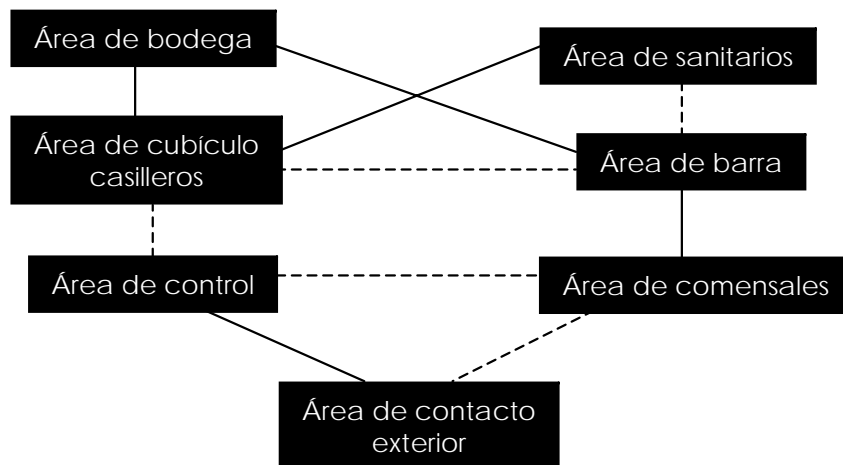 Área de bodega
Área de sanitarios
Área de cubículo
casilleros
Área de barra
Área de control
Área de comensales
Área de contacto
exterior